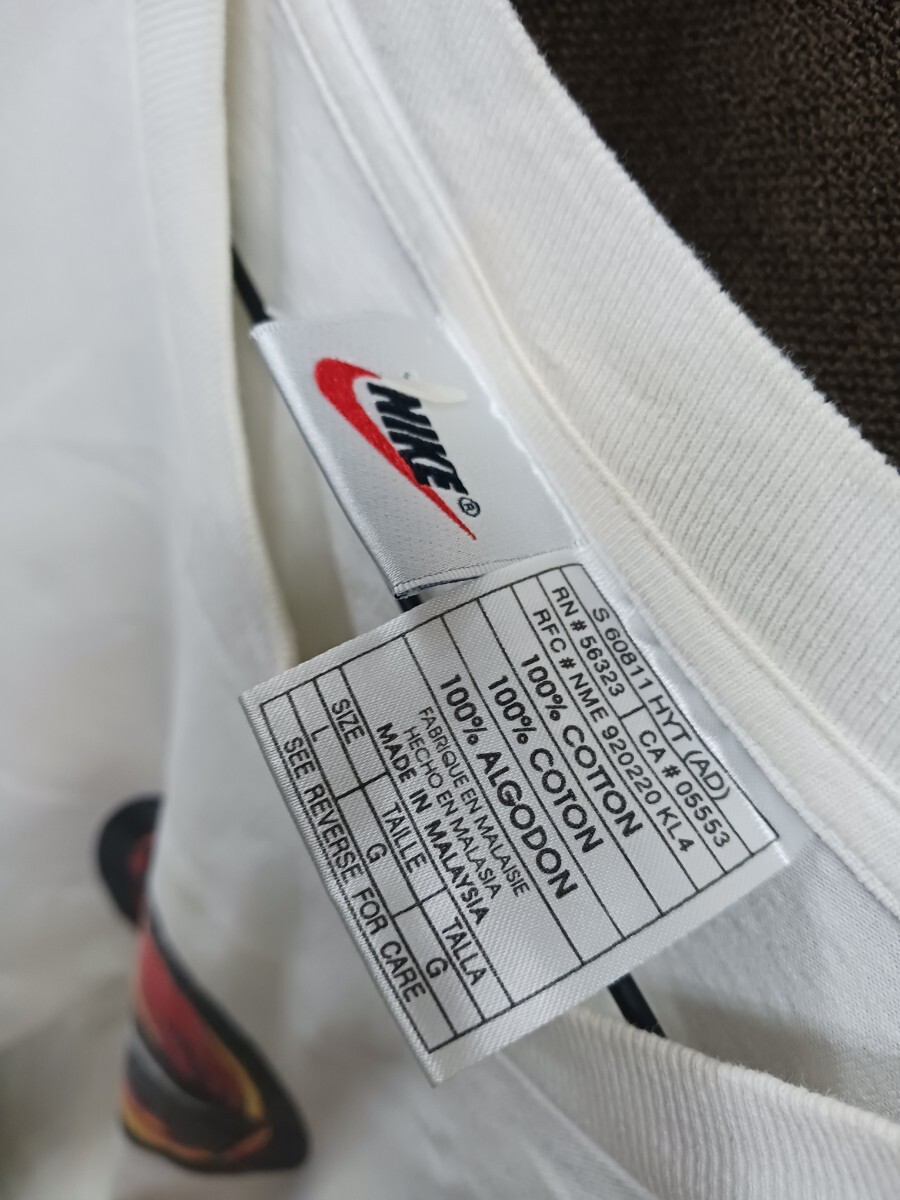 NIKE®
S 60811 HYT (AD)
RN # 56323 CA # 05553
RFC # NME 920220 KL4
100% COTTON
100% COTON
100% ALGODON
FABRIQUE EN MALAISIE
HECHO EN MALASIA
MADE IN MALAYSIA
SIZE TAILLE TALLA
L G G
SEE REVERSE FOR CARE